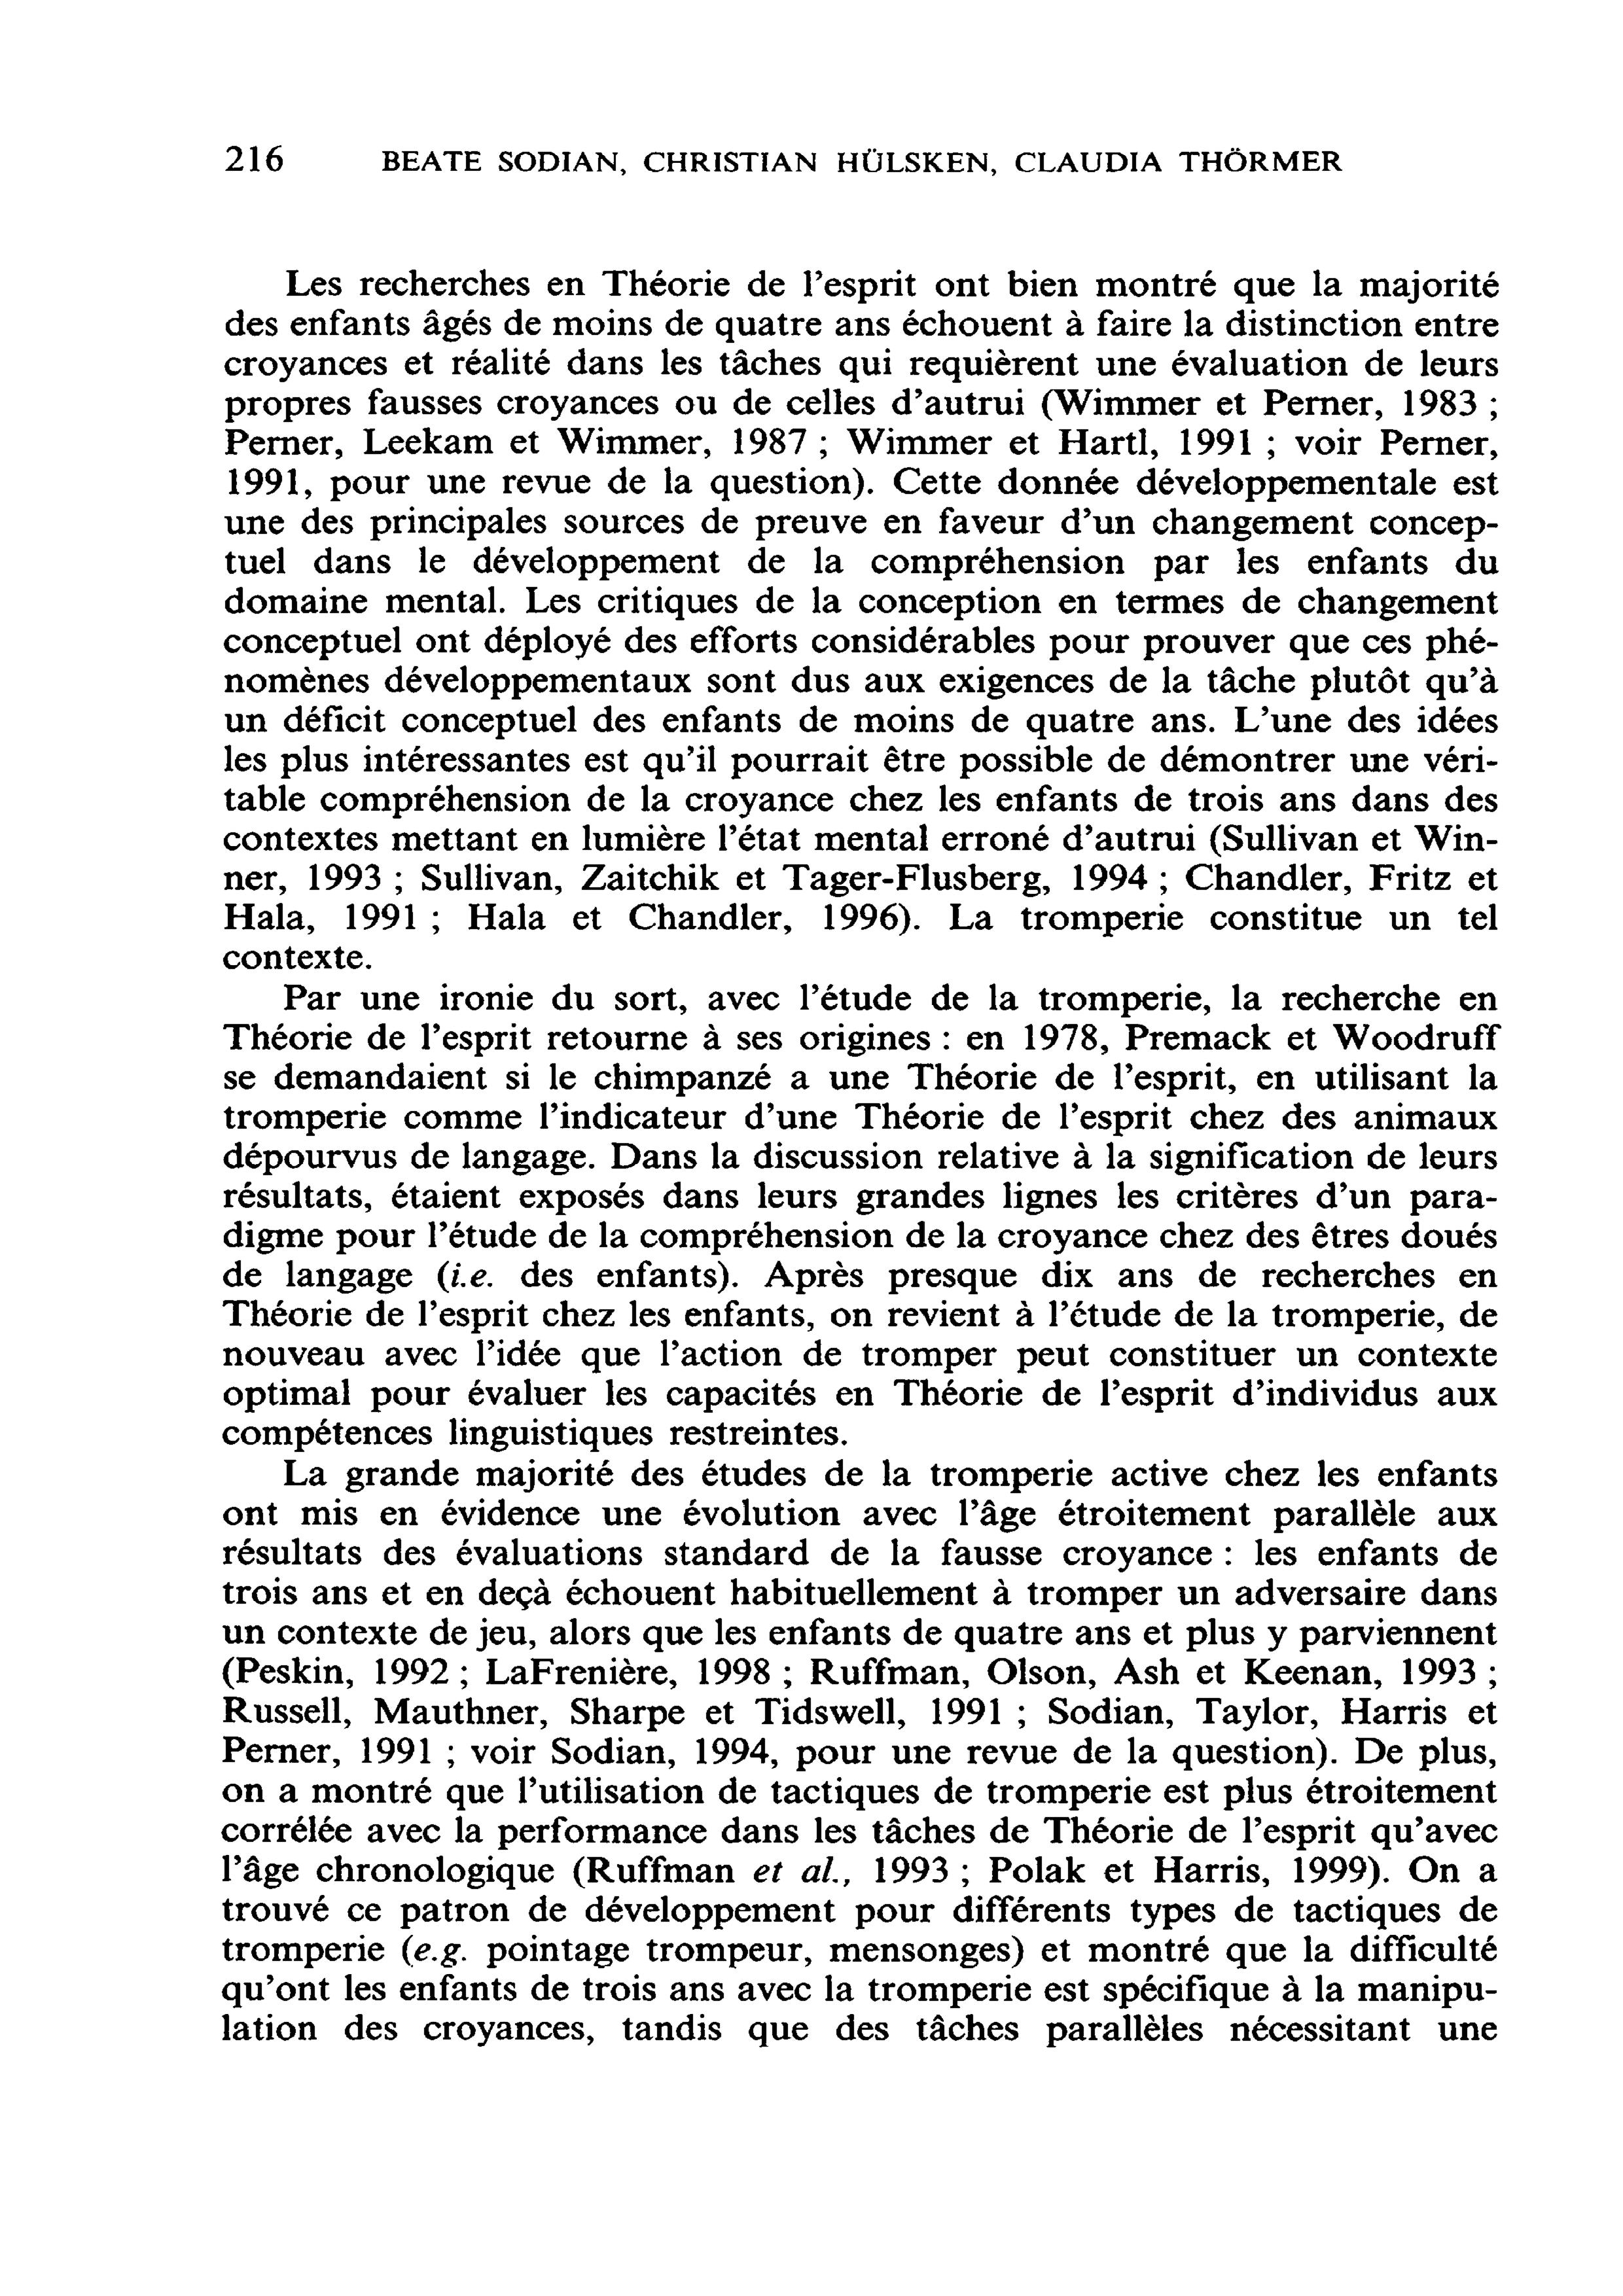 216 BEATE SODIAN, CHRISTIAN HÜLSKEN, CLAUDIA THÖRMER
Les recherches en Théorie de l'esprit ont bien montré que la majorité
des enfants âgés de moins de quatre ans échouent à faire la distinction entre
croyances et réalité dans les tâches qui requièrent une évaluation de leurs
propres fausses croyances ou de celles d'autrui (Wimmer et Perner, 1983 ;
Perner, Leekam et Wimmer, 1987 ; Wimmer et Hartl, 1991 ; voir Perner,
1991, pour une revue de la question). Cette donnée développementale est
une des principales sources de preuve en faveur d'un changement concep-
tuel dans le développement de la compréhension par les enfants du
domaine mental. Les critiques de la conception en termes de changement
conceptuel ont déployé des efforts considérables pour prouver que ces phé-
nomènes développementaux sont dus aux exigences de la tâche plutôt qu'à
un déficit conceptuel des enfants de moins de quatre ans. L'une des idées
les plus intéressantes est qu'il pourrait être possible de démontrer une véri-
table compréhension de la croyance chez les enfants de trois ans dans des
contextes mettant en lumière l'état mental erroné d'autrui (Sullivan et Win-
ner, 1993 ; Sullivan, Zaitchik et Tager-Flusberg, 1994 ; Chandler, Fritz et
Hala, 1991 ; Hala et Chandler, 1996). La tromperie constitue un tel
contexte.
Par une ironie du sort, avec l'étude de la tromperie, la recherche en
Théorie de l'esprit retourne à ses origines : en 1978, Premack et Woodruff
se demandaient si le chimpanzé a une Théorie de l'esprit, en utilisant la
tromperie comme l'indicateur d'une Théorie de l'esprit chez des animaux
dépourvus de langage. Dans la discussion relative à la signification de leurs
résultats, étaient exposés dans leurs grandes lignes les critères d'un para-
digme pour l'étude de la compréhension de la croyance chez des êtres doués
de langage (i.e. des enfants). Après presque dix ans de recherches en
Théorie de l'esprit chez les enfants, on revient à l'étude de la tromperie, de
nouveau avec l'idée que l'action de tromper peut constituer un contexte
optimal pour évaluer les capacités en Théorie de l'esprit d'individus aux
compétences linguistiques restreintes.
La grande majorité des études de la tromperie active chez les enfants
ont mis en évidence une évolution avec l'âge étroitement parallèle aux
résultats des évaluations standard de la fausse croyance : les enfants de
trois ans et en deçà échouent habituellement à tromper un adversaire dans
un contexte de jeu, alors que les enfants de quatre ans et plus y parviennent
(Peskin, 1992 ; LaFrenière, 1998 ; Ruffman, Olson, Ash et Keenan, 1993 ;
Russell, Mauthner, Sharpe et Tidswell, 1991 ; Sodian, Taylor, Harris et
Perner, 1991 ; voir Sodian, 1994, pour une revue de la question). De plus,
on a montré que l'utilisation de tactiques de tromperie est plus étroitement
corrélée avec la performance dans les tâches de Théorie de l'esprit qu'avec
l'âge chronologique (Ruffman et al., 1993 ; Polak et Harris, 1999). On a
trouvé ce patron de développement pour différents types de tactiques de
tromperie (e.g. pointage trompeur, mensonges) et montré que la difficulté
qu'ont les enfants de trois ans avec la tromperie est spécifique à la manipu-
lation des croyances, tandis que des tâches parallèles nécessitant une